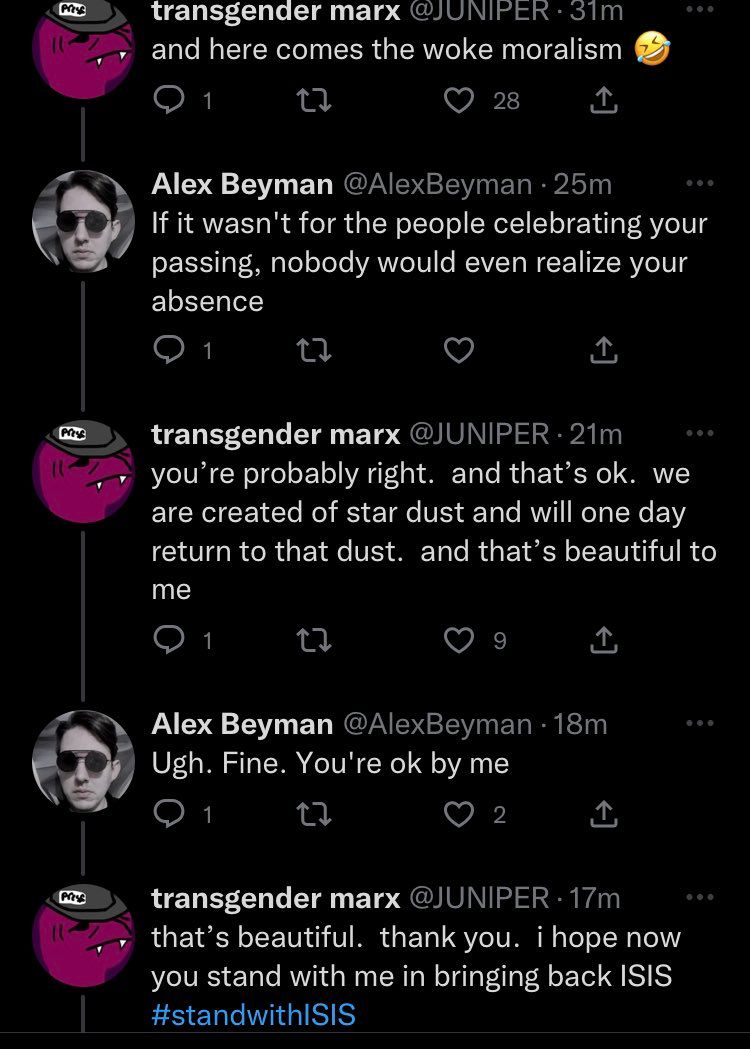 transgender marx @JUNIPER · 31m
and here comes the woke moralism 🤣
1 28
Alex Beyman @AlexBeyman · 25m
If it wasn't for the people celebrating your
passing, nobody would even realize your
absence
1
transgender marx @JUNlPER · 21m
you’re probably right.  and that’s ok.  we
are created of star dust and will one day
return to that dust.  and that’s beautiful to
me
1 9
Alex Beyman @AlexBeyman · 18m
Ugh. Fine. You're ok by me
1 2
transgender marx @JUNlPER · 17m
that’s beautiful.  thank you.  i hope now
you stand with me in bringing back ISIS
#standwithISIS